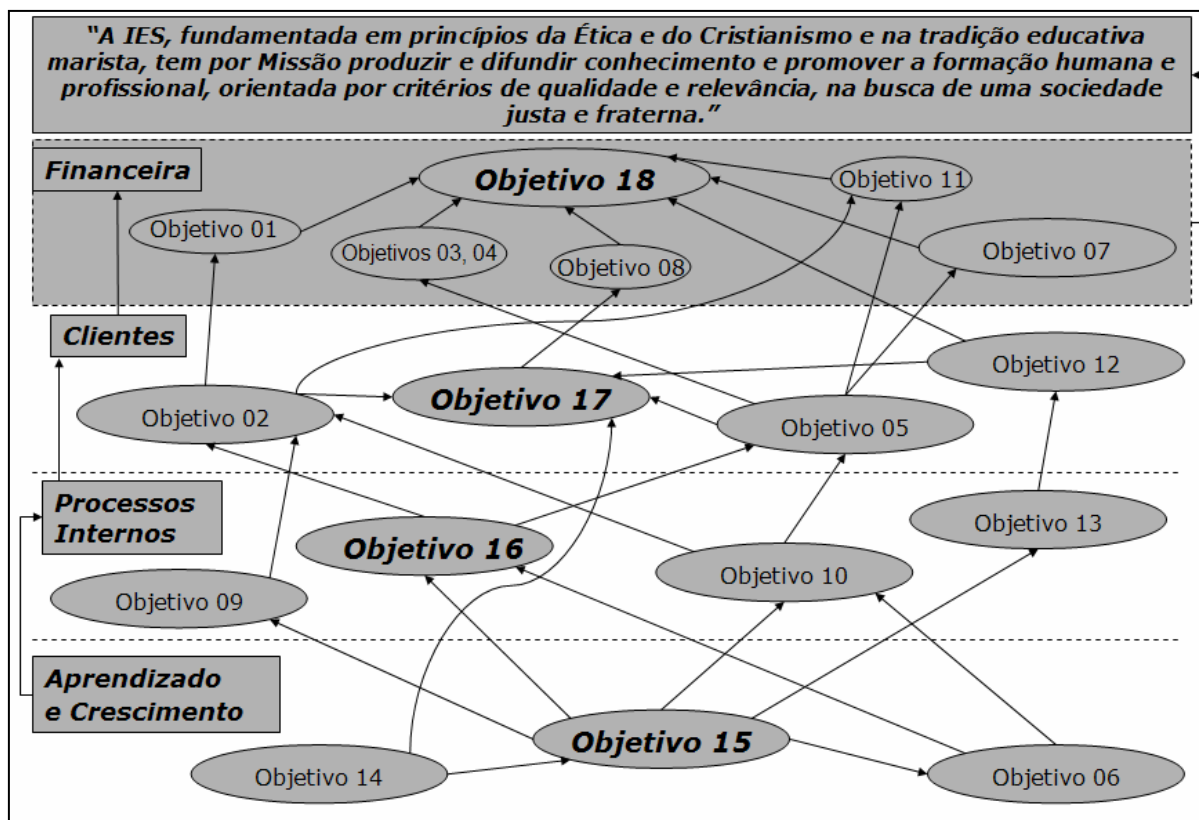 “A IES, fundamentada em princípios da Ética e do Cristianismo e na tradição educativa
marista, tem por Missão produzir e difundir conhecimento e promover a formação humana e
profissional, orientada por critérios de qualidade e relevância, na busca de uma sociedade
justa e fraterna.”
Financeira
Objetivo 18
Objetivo 11
Objetivo 01
Objetivos 03, 04
Objetivo 08
Objetivo 07
Clientes
Objetivo 12
Objetivo 02
Objetivo 17
Objetivo 05
Processos
Internos
Objetivo 13
Objetivo 16
Objetivo 10
Objetivo 09
Aprendizado
e Crescimento
Objetivo 15
Objetivo 14
Objetivo 06